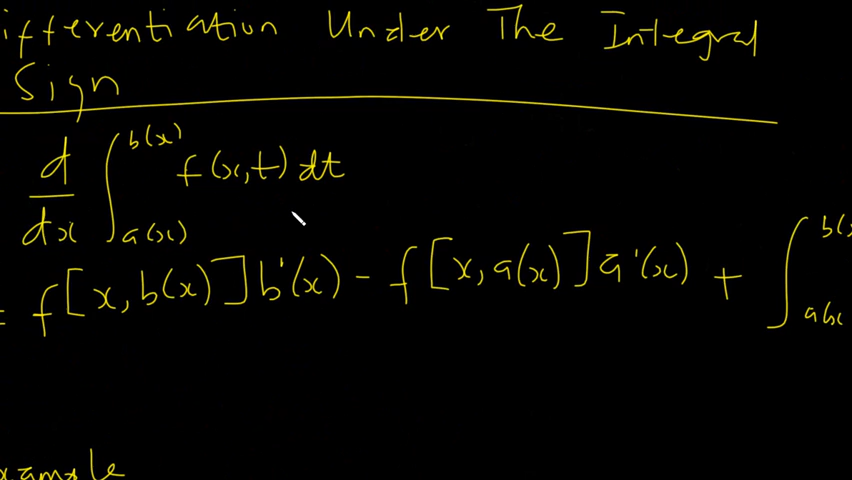 ifferentiation Under The Integral
Sign
d/dx ∫_{a(x)}^{b(x)} f(x,t) dt
= f[x, b(x)] b'(x) - f[x, a(x)] a'(x) + ∫_{a(x}^{b(x}
xample